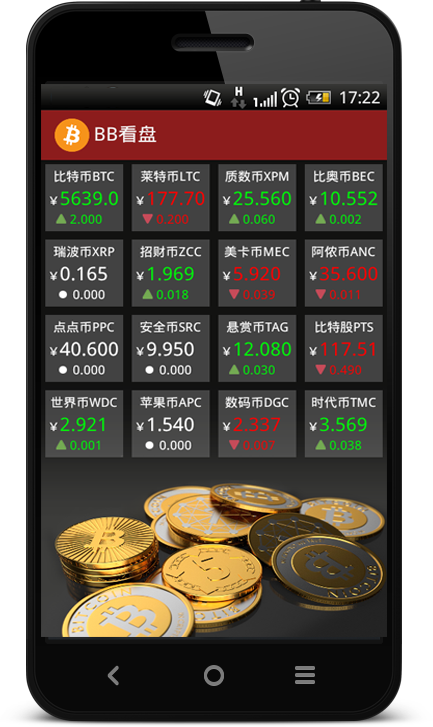 H
17:22
BB看盘
比特币BTC 莱特币LTC 质数币XPM 比奥币BEC
¥5639.0 ¥177.70 ¥25.560 ¥10.552
2.000 0.200 0.060 0.002
瑞波币XRP 招财币ZCC 美卡币MEC 阿侬币ANC
¥0.165 ¥1.969 ¥5.920 ¥35.600
0.000 0.018 0.039 0.011
点点币PPC 安全币SRC 悬赏币TAG 比特股PTS
¥40.600 ¥9.950 ¥12.080 ¥117.51
0.000 0.000 0.030 0.490
世界币WDC 苹果币APC 数码币DGC 时代币TMC
¥2.921 ¥1.540 ¥2.337 ¥3.569
0.001 0.000 0.007 0.038
BITCOIN